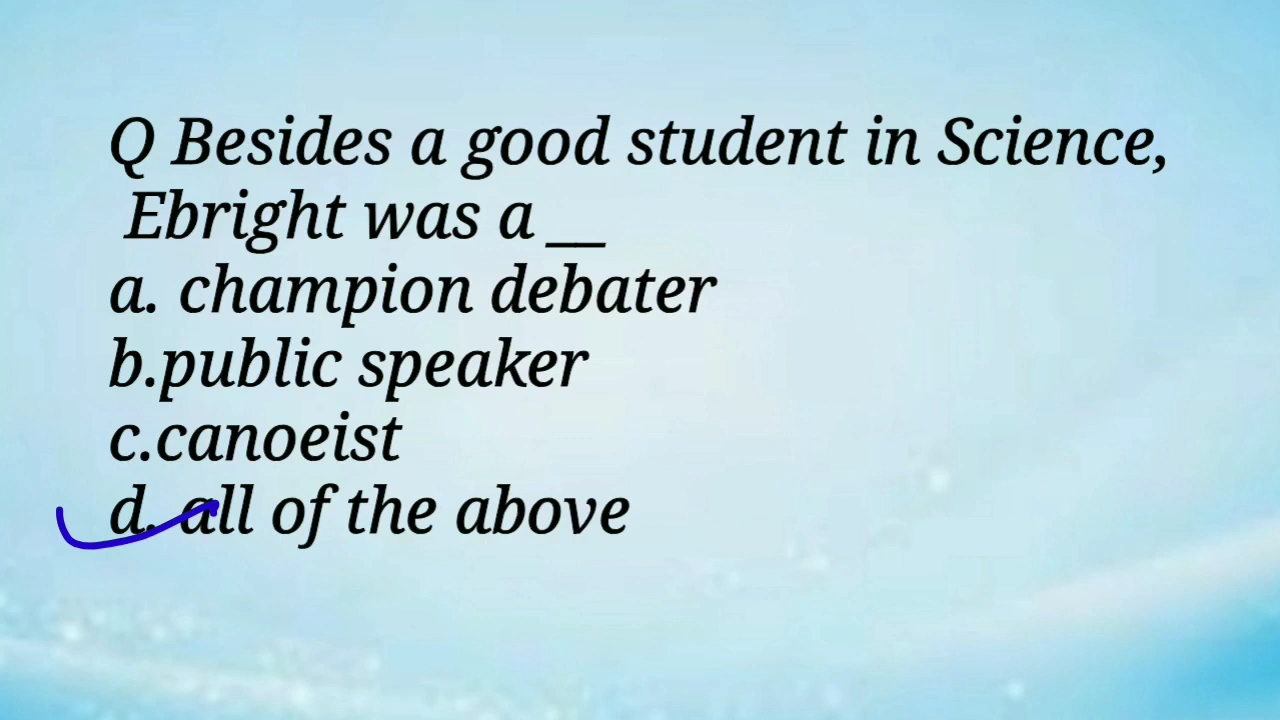 Q Besides a good student in Science,
Ebright was a __
a. champion debater
b.public speaker
c.canoeist
d. all of the above